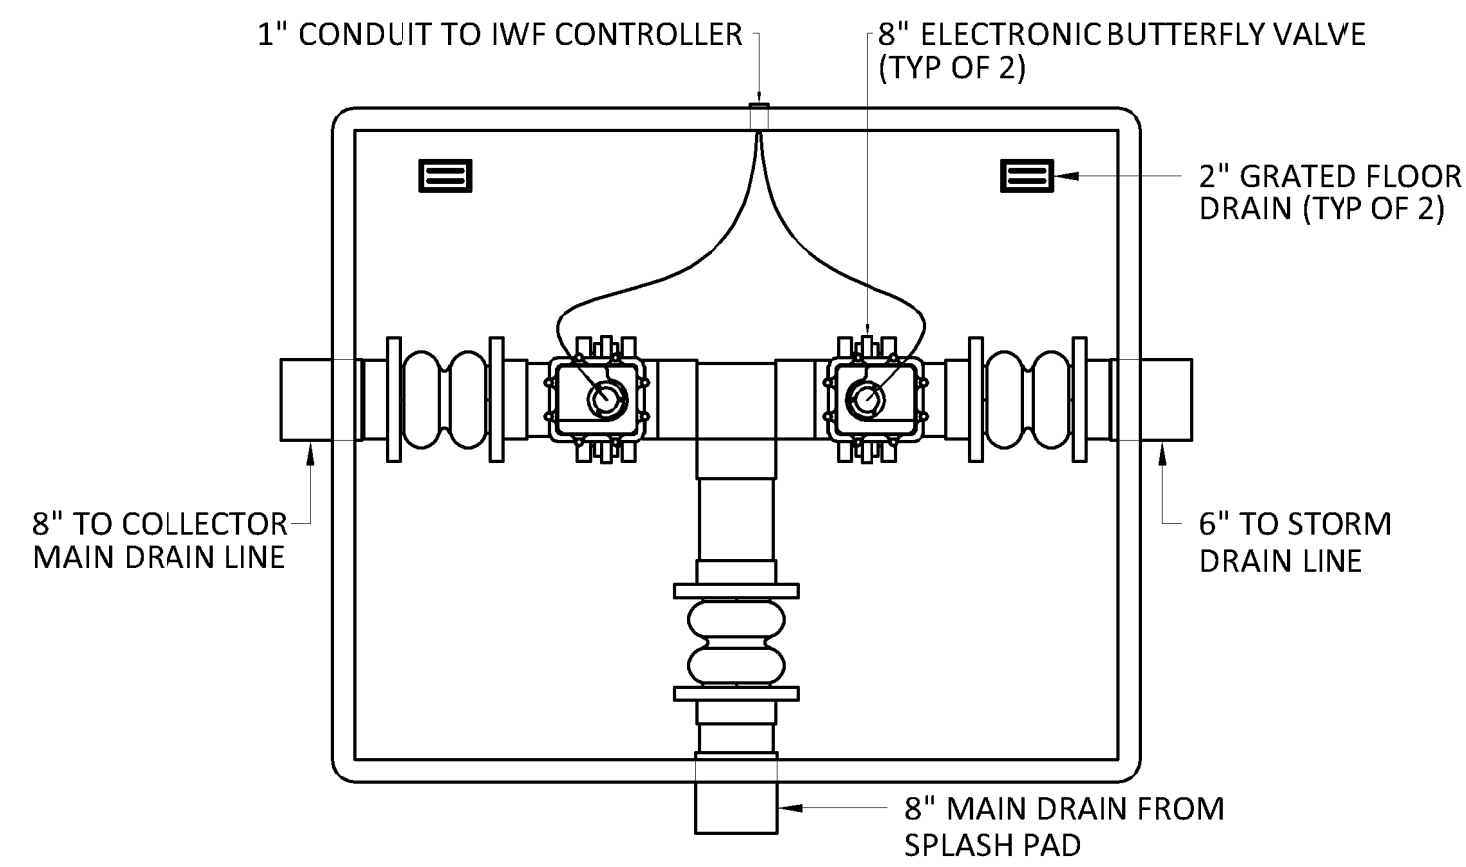 1" CONDUIT TO IWF CONTROLLER
8" ELECTRONIC BUTTERFLY VALVE
(TYP OF 2)
2" GRATED FLOOR
DRAIN (TYP OF 2)
8" TO COLLECTOR
MAIN DRAIN LINE
6" TO STORM
DRAIN LINE
8" MAIN DRAIN FROM
SPLASH PAD